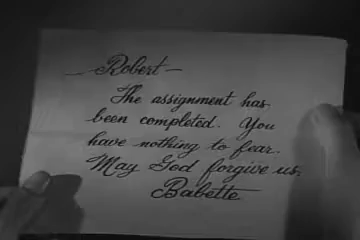 Robert—
The assignment has
been completed. You
have nothing to fear.
May God forgive us.
Babette